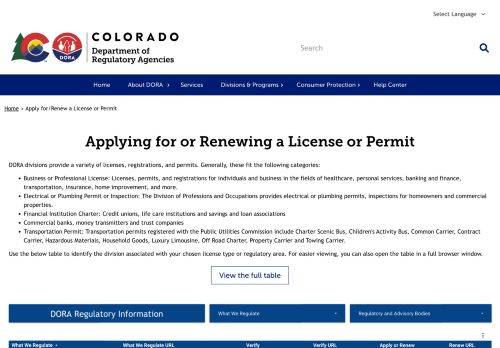 Select Language
COLORADO
Department of
Regulatory Agencies
DORA
Search
Home
About DORA
Services
Divisions & Programs
Consumer Protection
Help Center
Home > Apply for/Renew a License or Permit
Applying for or Renewing a License or Permit
DORA divisions provide a variety of licenses, registrations, and permits. Generally, these fit the following categories:
• Business or Professional License: Licenses, permits, and registrations for individuals and business in the fields of healthcare, personal services, banking and finance,
transportation, insurance, home improvement, and more.
• Electrical or Plumbing Permit or Inspection: The Division of Professions and Occupations provides electrical or plumbing permits, inspections for homeowners and commercial
properties.
• Financial Institution Charter: Credit unions, life care institutions and savings and loan associations
• Commercial banks, money transmitters and trust companies
• Transportation Permit: Transportation permits registered with the Public Utilities Commission include Charter Scenic Bus, Children's Activity Bus, Common Carrier, Contract
Carrier, Hazardous Materials, Household Goods, Luxury Limousine, Off Road Charter, Property Carrier and Towing Carrier.
Use the below table to identify the division associated with your chosen license type or regulatory area. For easier viewing, you can also open the table in a full browser window.
View the full table
DORA Regulatory Information
What We Regulate
Regulatory and Advisory Bodies
What We Regulate
What We Regulate URL
Verify
Verify URL
Apply or Renew
Renew URL